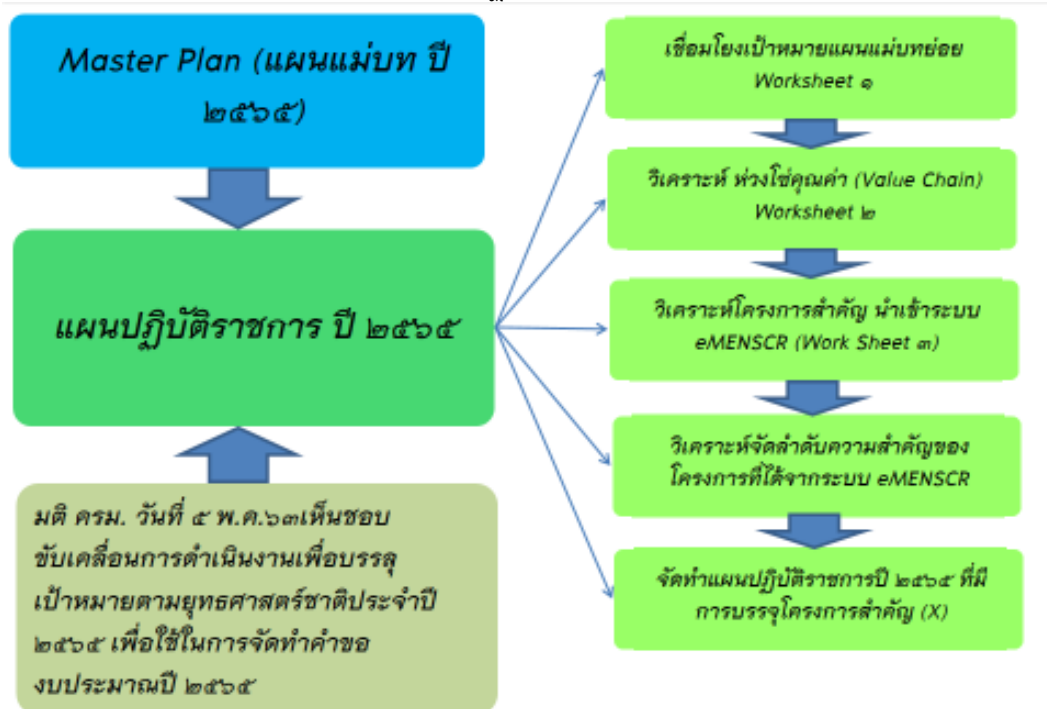 Master Plan (แผนแม่บท ปี
๒๕๖๕)
แผนปฏิบัติราชการ ปี ๒๕๖๕
มติ ครม. วันที่ ๕ พ.ค.๖๓เห็นชอบ
ขับเคลื่อนการดำเนินงานเพื่อบรรลุ
เป้าหมายตามยุทธศาสตร์ชาติประจำปี
๒๕๖๕ เพื่อใช้ในการจัดทำคำขอ
งบประมาณปี ๒๕๖๕
เชื่อมโยงเป้าหมายแผนแม่บทย่อย
Worksheet ๑
วิเคราะห์ ห่วงโซ่คุณค่า (Value Chain)
Worksheet ๒
วิเคราะห์โครงการสำคัญ นำเข้าระบบ
eMENSCR (Work Sheet ๓)
วิเคราะห์จัดลำดับความสำคัญของ
โครงการที่ได้จากระบบ eMENSCR
จัดทำแผนปฏิบัติราชการปี ๒๕๖๕ ที่มี
การบรรจุโครงการสำคัญ (X)